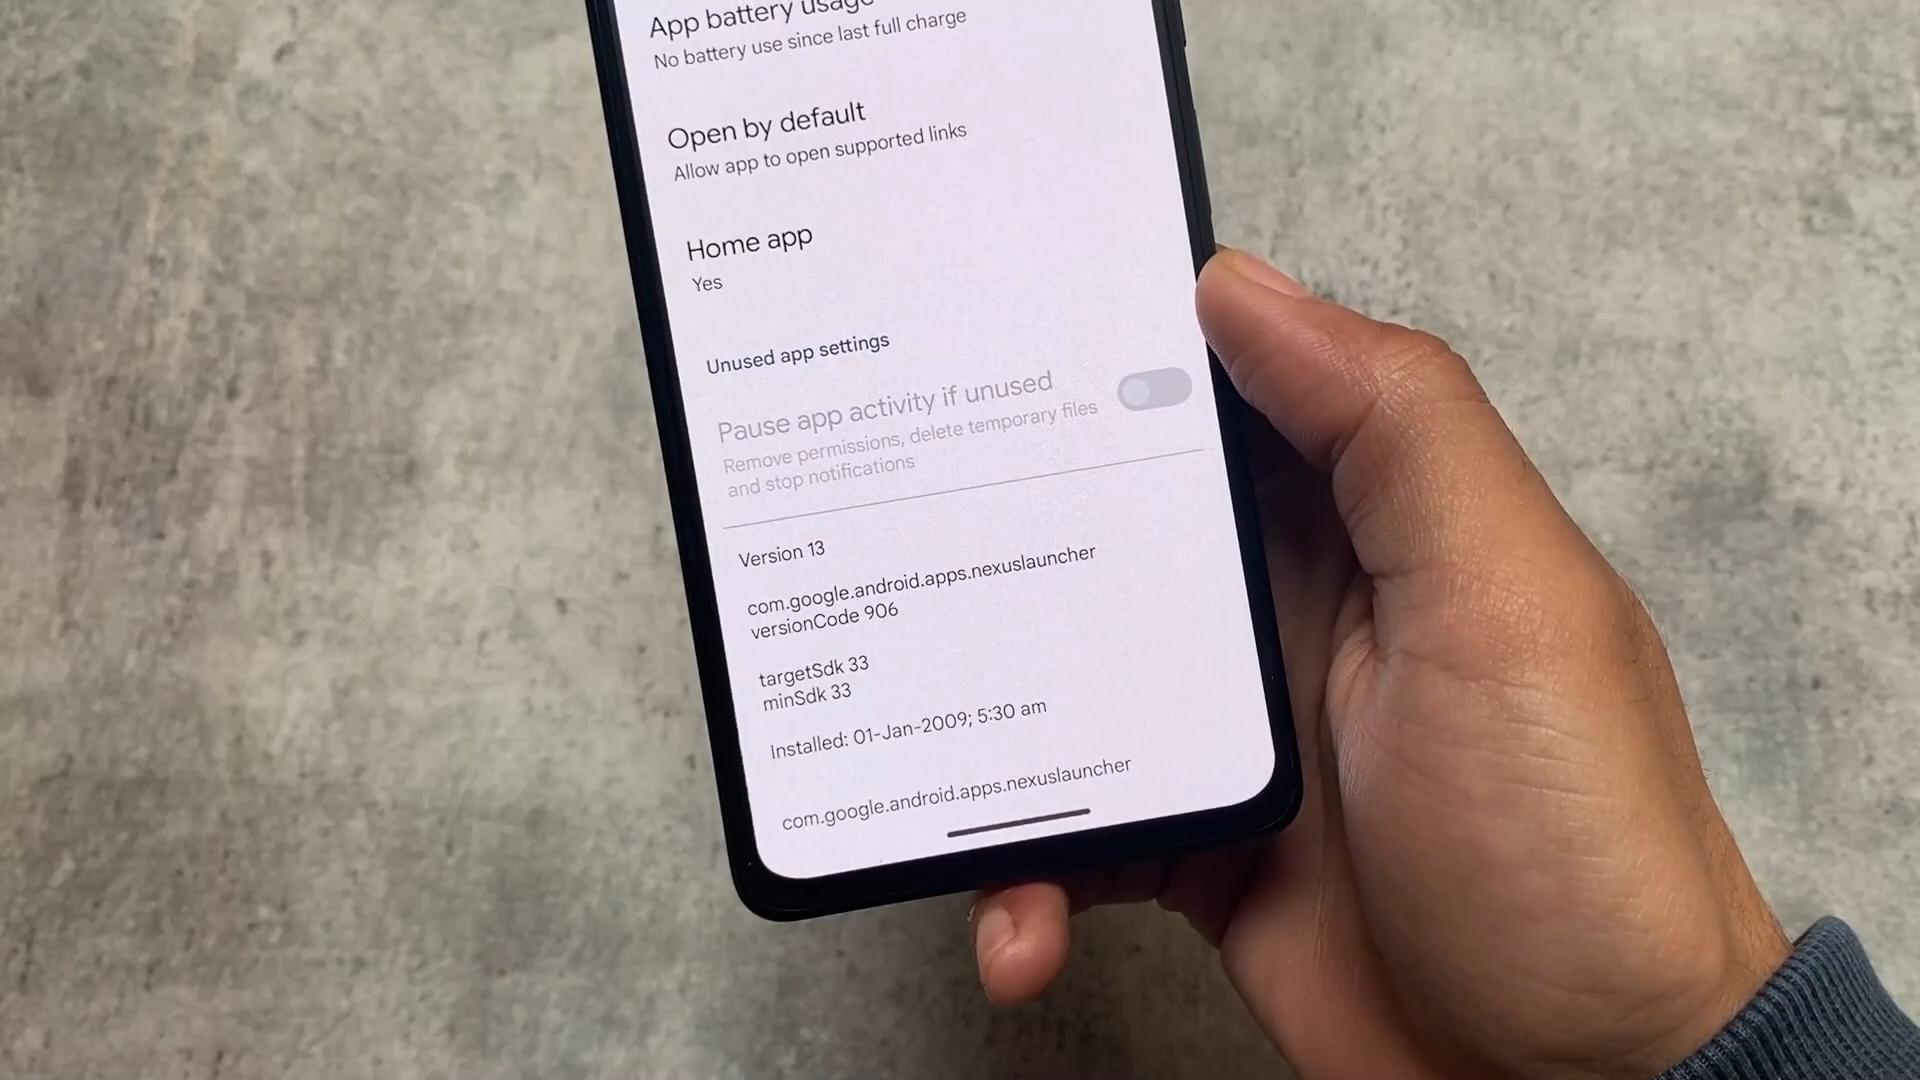 App battery usage
No battery use since last full charge
Open by default
Allow app to open supported links
Home app
Yes
Unused app settings
Pause app activity if unused
Remove permissions, delete temporary files
and stop notifications
Version 13
com.google.android.apps.nexuslauncher
versionCode 906
targetSdk 33
minSdk 33
Installed: 01-Jan-2009; 5:30 am
com.google.android.apps.nexuslauncher